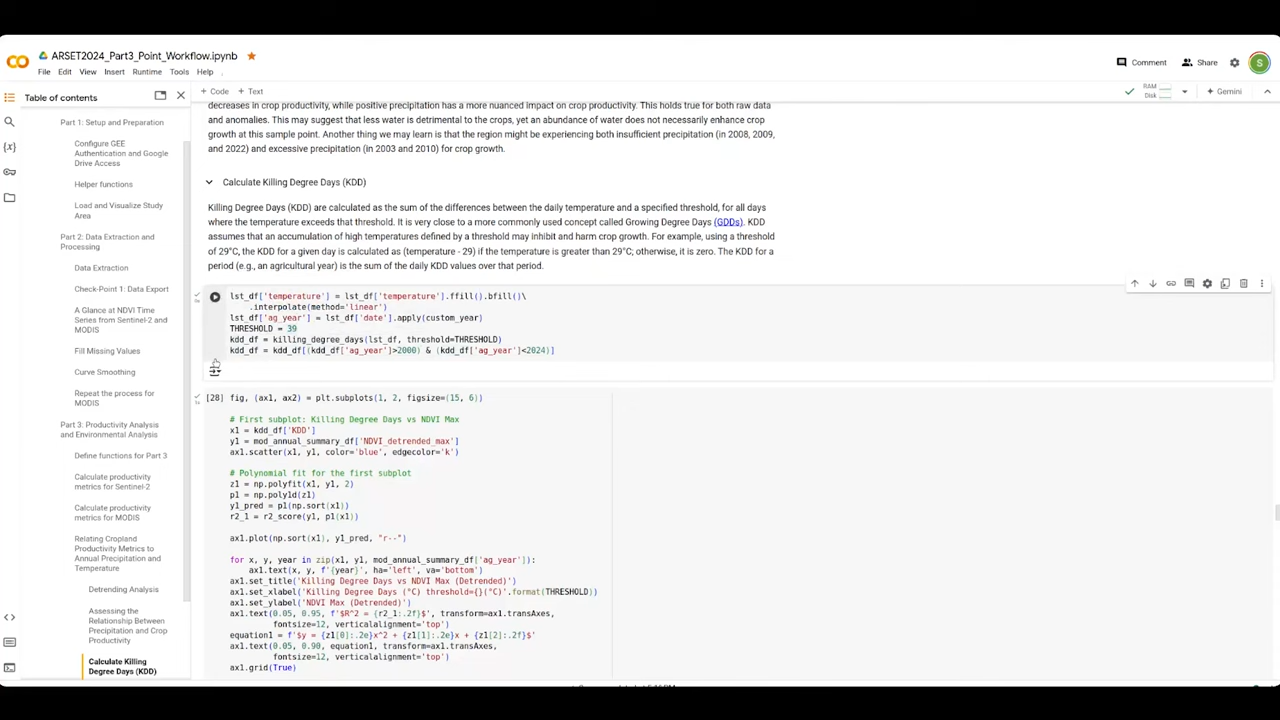 ARSET2024_Part3_Point_Workflow.ipynb
File Edit View Insert Runtime Tools Help
Comment Share S
Table of contents
+ Code + Text
RAM
Disk
Gemini
Part 1: Setup and Preparation
Configure GEE
Authentication and Google
Drive Access
Helper functions
Load and Visualize Study
Area
Part 2: Data Extraction and
Processing
Data Extraction
Check-Point 1: Data Export
A Glance at NDVI Time
Series from Sentinel-2 and
MODIS
Fill Missing Values
Curve Smoothing
Repeat the process for
MODIS
Part 3: Productivity Analysis
and Environmental Analysis
Define functions for Part 3
Calculate productivity
metrics for Sentinel-2
Calculate productivity
metrics for MODIS
Relating Cropland
Productivity Metrics to
Annual Precipitation and
Temperature
Detrending Analysis
Assessing the
Relationship Between
Precipitation and Crop
Productivity
Calculate Killing
Degree Days (KDD)
decreases in crop productivity, while positive precipitation has a more nuanced impact on crop productivity. This holds true for both raw data
and anomalies. This may suggest that less water is detrimental to the crops, yet an abundance of water does not necessarily enhance crop
growth at this sample point. Another thing we may learn is that the region might be experiencing both insufficient precipitation (in 2008, 2009,
and 2022) and excessive precipitation (in 2003 and 2010) for crop growth.
Calculate Killing Degree Days (KDD)
Killing Degree Days (KDD) are calculated as the sum of the differences between the daily temperature and a specified threshold, for all days
where the temperature exceeds that threshold. It is very close to a more commonly used concept called Growing Degree Days (GDDs). KDD
assumes that an accumulation of high temperatures defined by a threshold may inhibit and harm crop growth. For example, using a threshold
of 29°C, the KDD for a given day is calculated as (temperature - 29) if the temperature is greater than 29°C; otherwise, it is zero. The KDD for a
period (e.g., an agricultural year) is the sum of the daily KDD values over that period.
lst_df['temperature'] = lst_df['temperature'].ffill().bfill()\
.interpolate(method='linear')
lst_df['ag_year'] = lst_df['date'].apply(custom_year)
THRESHOLD = 39
kdd_df = killing_degree_days(lst_df, threshold=THRESHOLD)
kdd_df = kdd_df[(kdd_df['ag_year']>2000) & (kdd_df['ag_year']<2024)]
[28] fig, (ax1, ax2) = plt.subplots(1, 2, figsize=(15, 6))
# First subplot: Killing Degree Days vs NDVI Max
x1 = kdd_df['KDD']
y1 = mod_annual_summary_df['NDVI_detrended_max']
ax1.scatter(x1, y1, color='blue', edgecolor='k')
# Polynomial fit for the first subplot
z1 = np.polyfit(x1, y1, 2)
p1 = np.poly1d(z1)
y1_pred = p1(np.sort(x1))
r2_1 = r2_score(y1, p1(x1))
ax1.plot(np.sort(x1), y1_pred, "r--")
for x, y, year in zip(x1, y1, mod_annual_summary_df['ag_year']):
ax1.text(x, y, f'{year}', ha='left', va='bottom')
ax1.set_title('Killing Degree Days vs NDVI Max (Detrended)')
ax1.set_xlabel('Killing Degree Days (°C) threshold={}(°C)'.format(THRESHOLD))
ax1.set_ylabel('NDVI Max (Detrended)')
ax1.text(0.05, 0.95, f'$R^2 = {r2_1:.2f}$', transform=ax1.transAxes,
fontsize=12, verticalalignment='top')
equation1 = f'$y = {z1[0]:.2e}x^2 + {z1[1]:.2e}x + {z1[2]:.2f}$'
ax1.text(0.05, 0.90, equation1, transform=ax1.transAxes,
fontsize=12, verticalalignment='top')
ax1.grid(True)